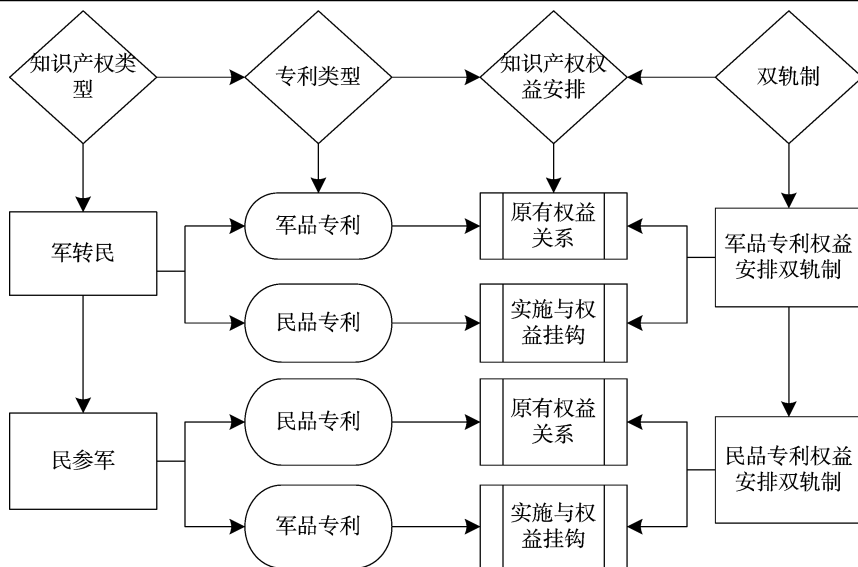 知识产权类
型
专利类型
知识产权权
益安排
双轨制
军转民
军品专利
原有权益
关系
军品专利权益
安排双轨制
民品专利
实施与权
益挂钩
民参军
民品专利
原有权益
关系
民品专利权益
安排双轨制
军品专利
实施与权
益挂钩